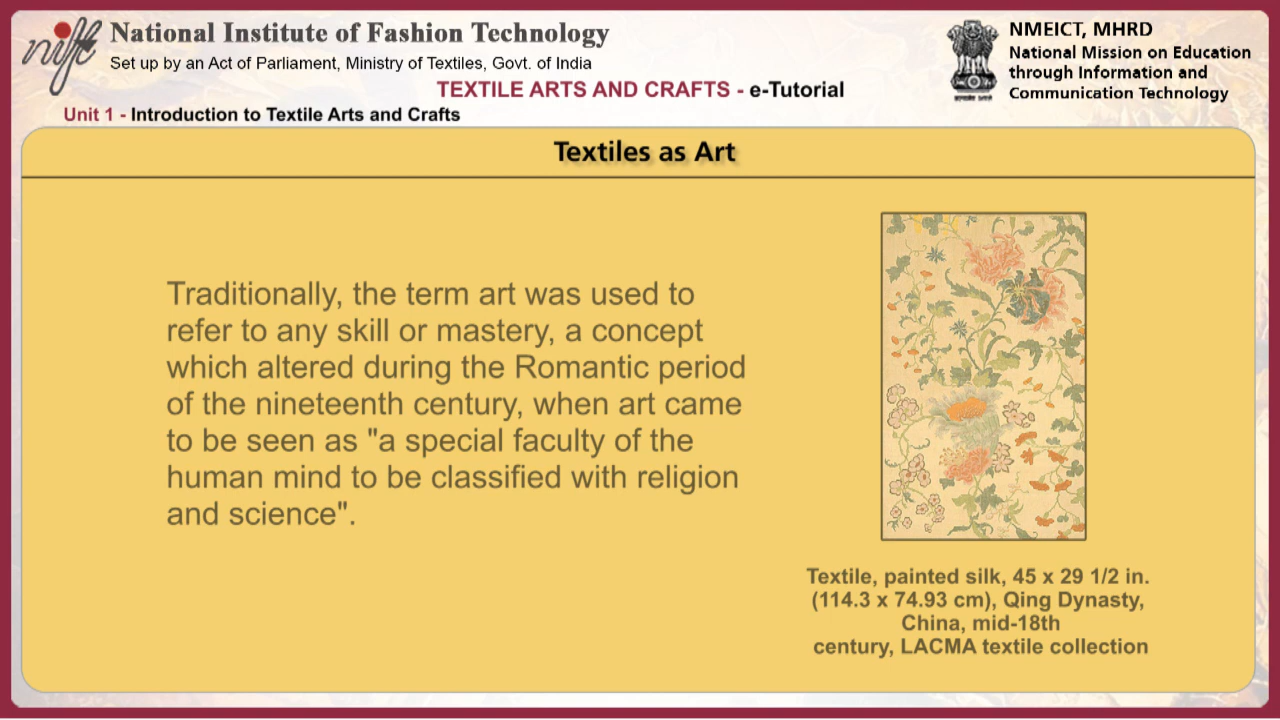 nift
National Institute of Fashion Technology
Set up by an Act of Parliament, Ministry of Textiles, Govt. of India
NMEICT, MHRD
National Mission on Education
through Information and
Communication Technology
TEXTILE ARTS AND CRAFTS - e-Tutorial
Unit 1 - Introduction to Textile Arts and Crafts
Textiles as Art
Traditionally, the term art was used to
refer to any skill or mastery, a concept
which altered during the Romantic period
of the nineteenth century, when art came
to be seen as "a special faculty of the
human mind to be classified with religion
and science".
Textile, painted silk, 45 x 29 1/2 in.
(114.3 x 74.93 cm), Qing Dynasty,
China, mid-18th
century, LACMA textile collection